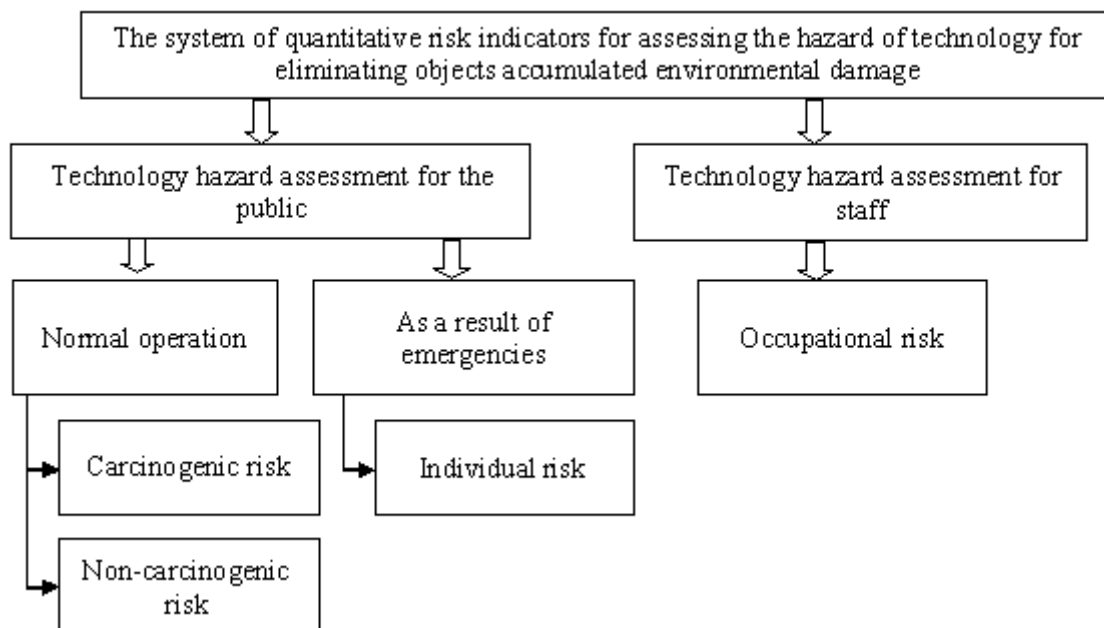 The system of quantitative risk indicators for assessing the hazard of technology for
eliminating objects accumulated environmental damage
Technology hazard assessment for the
public
Technology hazard assessment for
staff
Normal operation
As a result of
emergencies
Occupational risk
Carcinogenic risk
Individual risk
Non-carcinogenic
risk